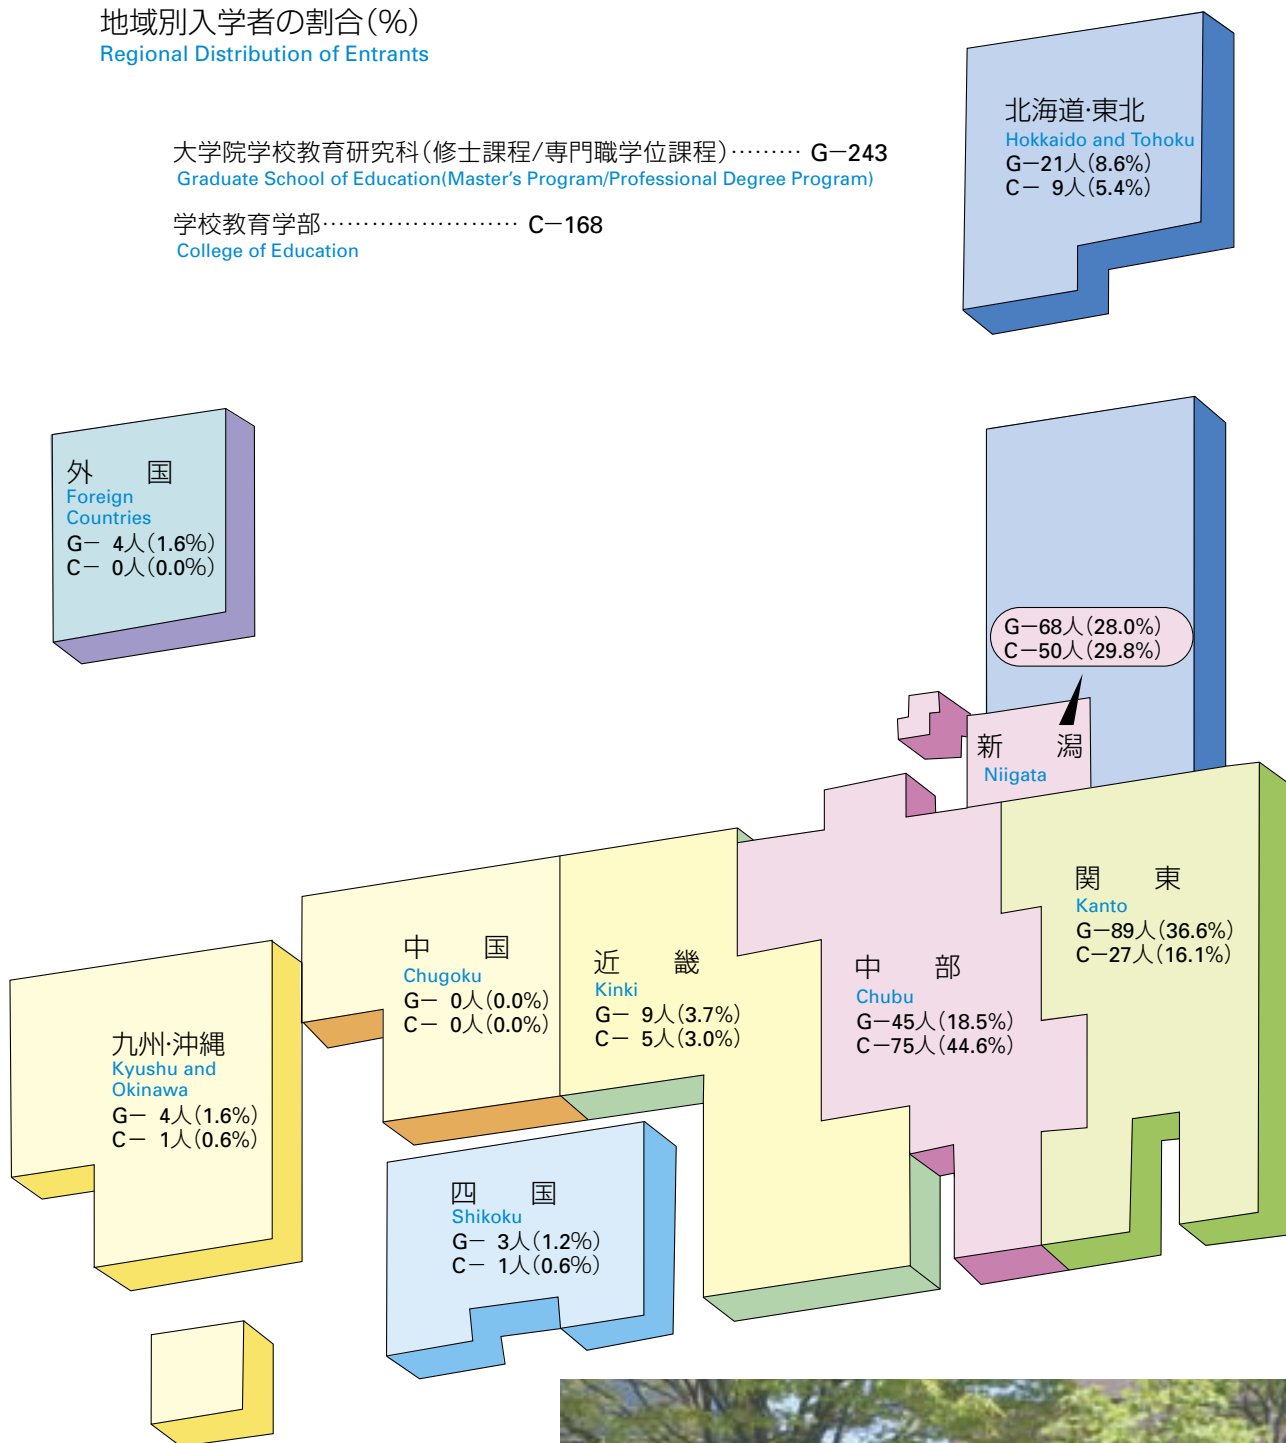 地域別入学者の割合(%)
Regional Distribution of Entrants
大学院学校教育研究科(修士課程/専門職学位課程)……… G−243
Graduate School of Education(Master's Program/Professional Degree Program)
学校教育学部…………………… C−168
College of Education
北海道・東北
Hokkaido and Tohoku
G−21人(8.6%)
C− 9人(5.4%)
外 国
Foreign
Countries
G− 4人(1.6%)
C− 0人(0.0%)
G−68人(28.0%)
C−50人(29.8%)
新 潟
Niigata
関 東
Kanto
G−89人(36.6%)
C−27人(16.1%)
中 部
Chubu
G−45人(18.5%)
C−75人(44.6%)
近 畿
Kinki
G− 9人(3.7%)
C− 5人(3.0%)
中 国
Chugoku
G− 0人(0.0%)
C− 0人(0.0%)
九州・沖縄
Kyushu and
Okinawa
G− 4人(1.6%)
C− 1人(0.6%)
四 国
Shikoku
G− 3人(1.2%)
C− 1人(0.6%)